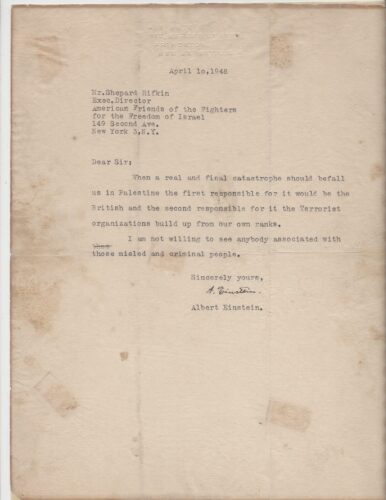 April 10,1948
Mr.Shepard Rifkin
Exec.Director
American Friends of the Fighters
for the Freedom of Israel
149 Second Ave.
New York 3,N.Y.
Dear Sir:
When a real and final catastrophe should befall
us in Palestine the first responsible for it would be the
British and the second responsible for it the Terrorist
organizations build up from our own ranks.
I am not willing to see anybody associated with
those misled and criminal people.
Sincerely yours,
A. Einstein.
Albert Einstein.